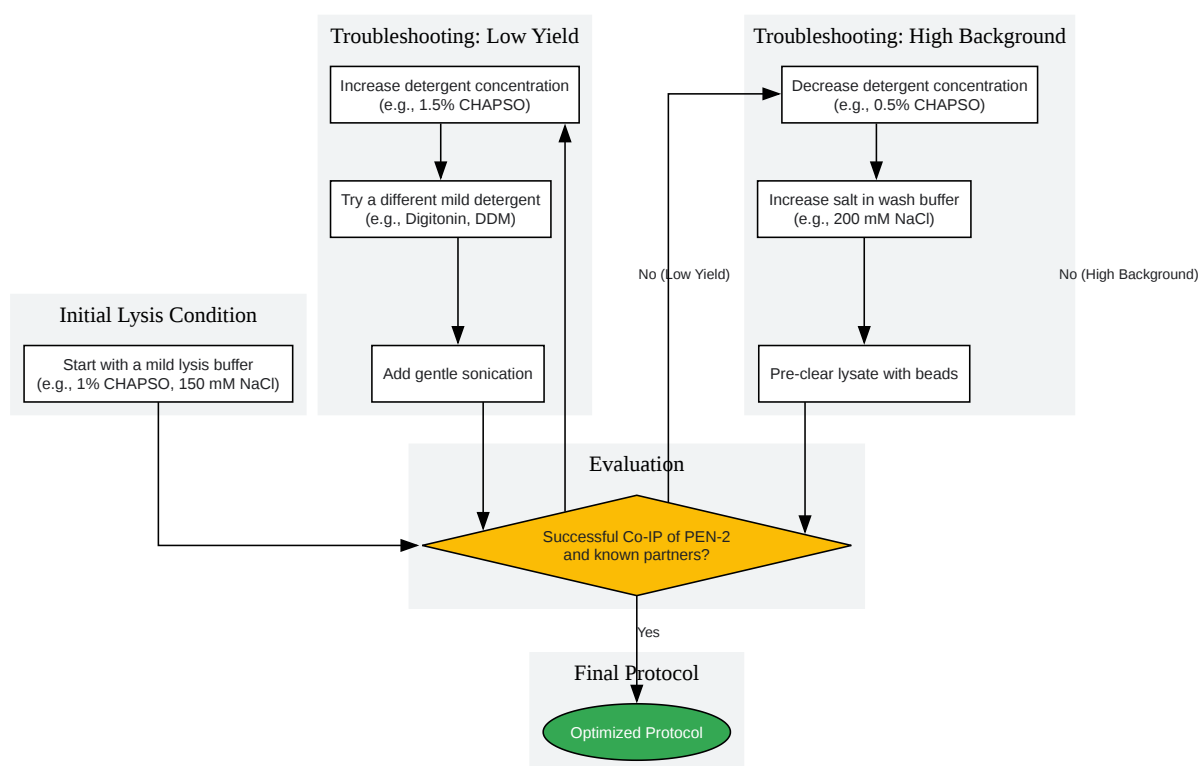 Troubleshooting: Low Yield
Increase detergent concentration
(e.g., 1.5% CHAPSO)
Try a different mild detergent
(e.g., Digitonin, DDM)
Add gentle sonication
Troubleshooting: High Background
Decrease detergent concentration
(e.g., 0.5% CHAPSO)
Increase salt in wash buffer
(e.g., 200 mM NaCl)
Pre-clear lysate with beads
No (Low Yield)
No (High Background)
Initial Lysis Condition
Start with a mild lysis buffer
(e.g., 1% CHAPSO, 150 mM NaCl)
Evaluation
Successful Co-IP of PEN-2
and known partners?
Yes
Final Protocol
Optimized Protocol